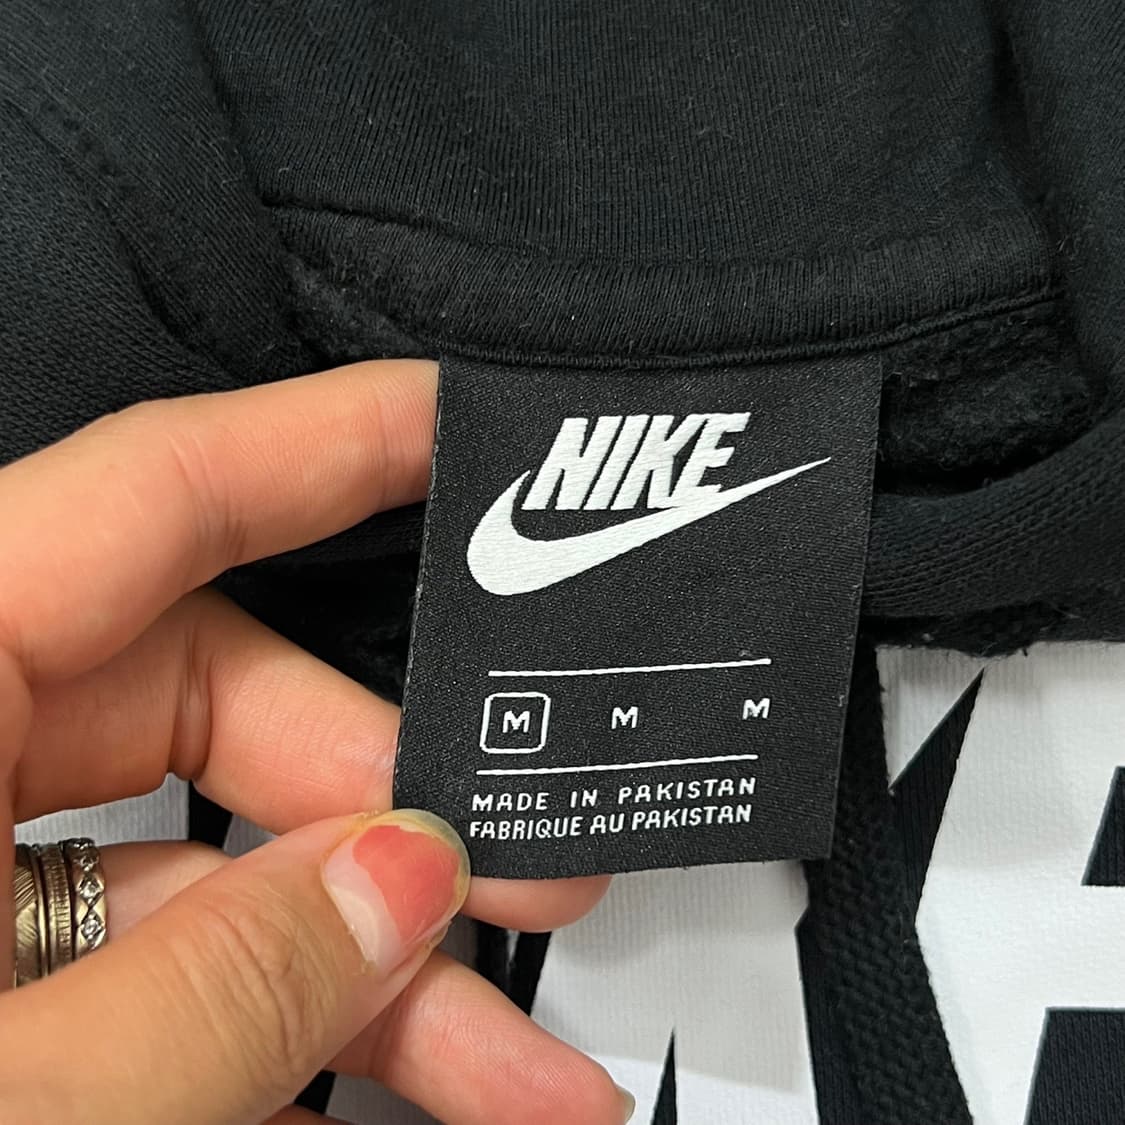 NIKE
M M M
MADE IN PAKISTAN
FABRIQUE AU PAKISTAN